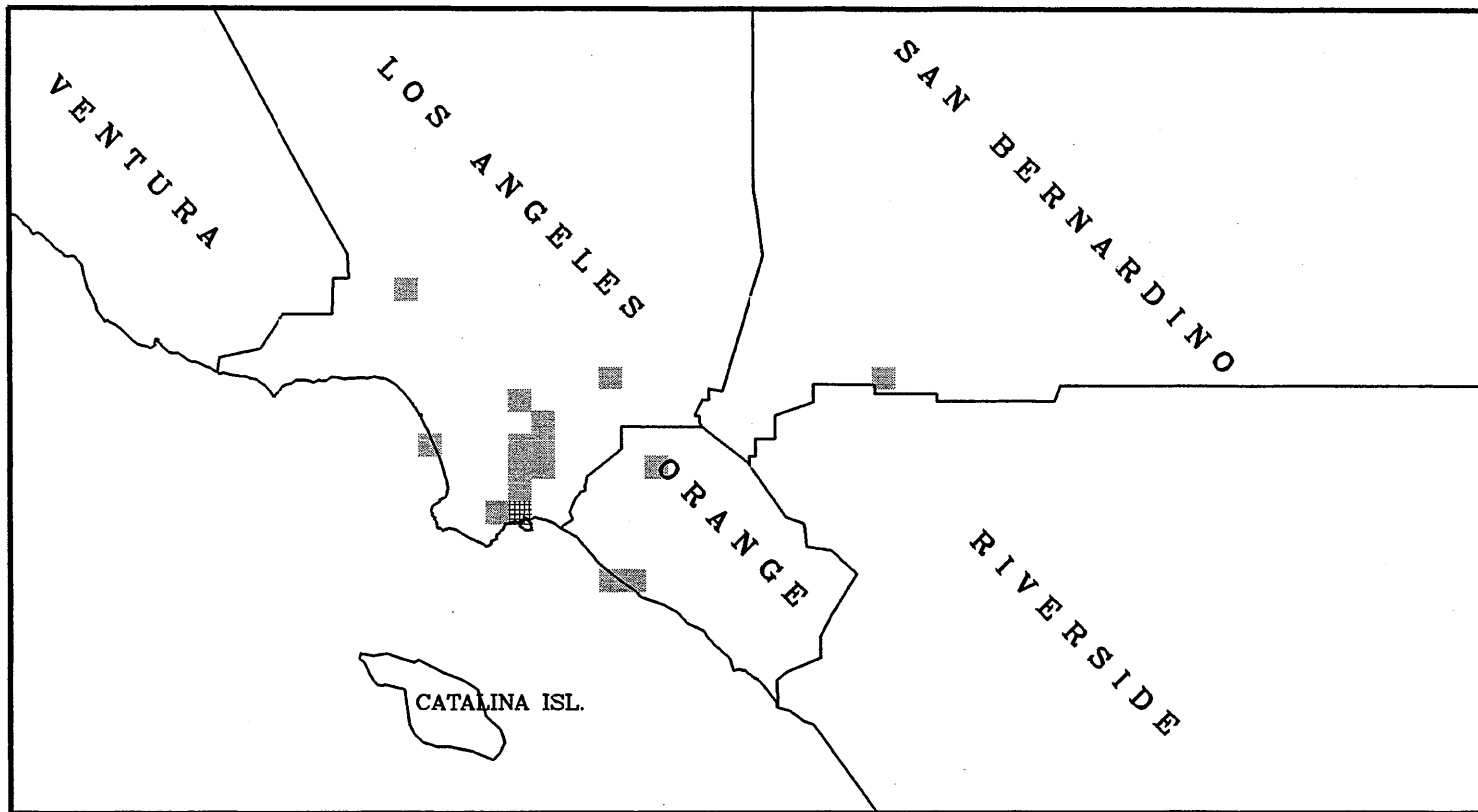 VENTURA
LOS ANGELES
SAN BERNARDINO
ORANGE
RIVERSIDE
CATALINA ISL.